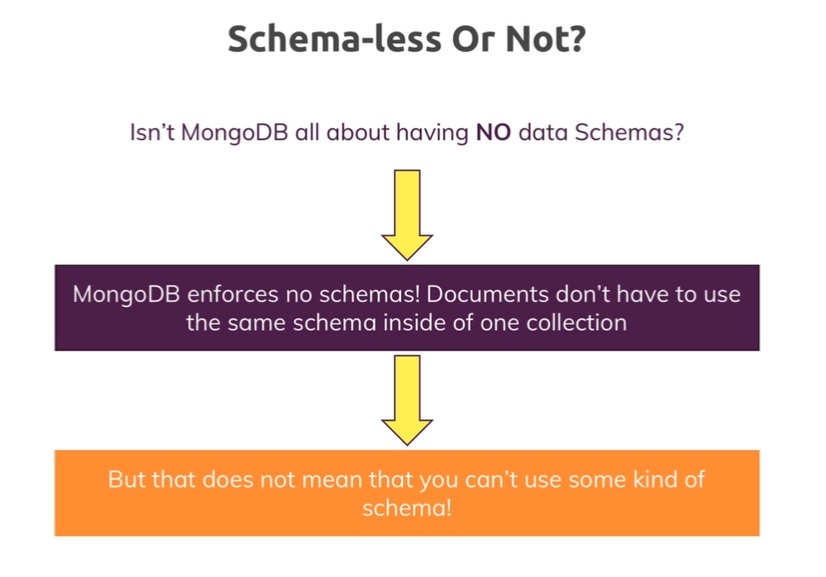 Schema-less Or Not?
Isn't MongoDB all about having NO data Schemas?
MongoDB enforces no schemas! Documents don't have to use
the same schema inside of one collection
But that does not mean that you can't use some kind of
schema!